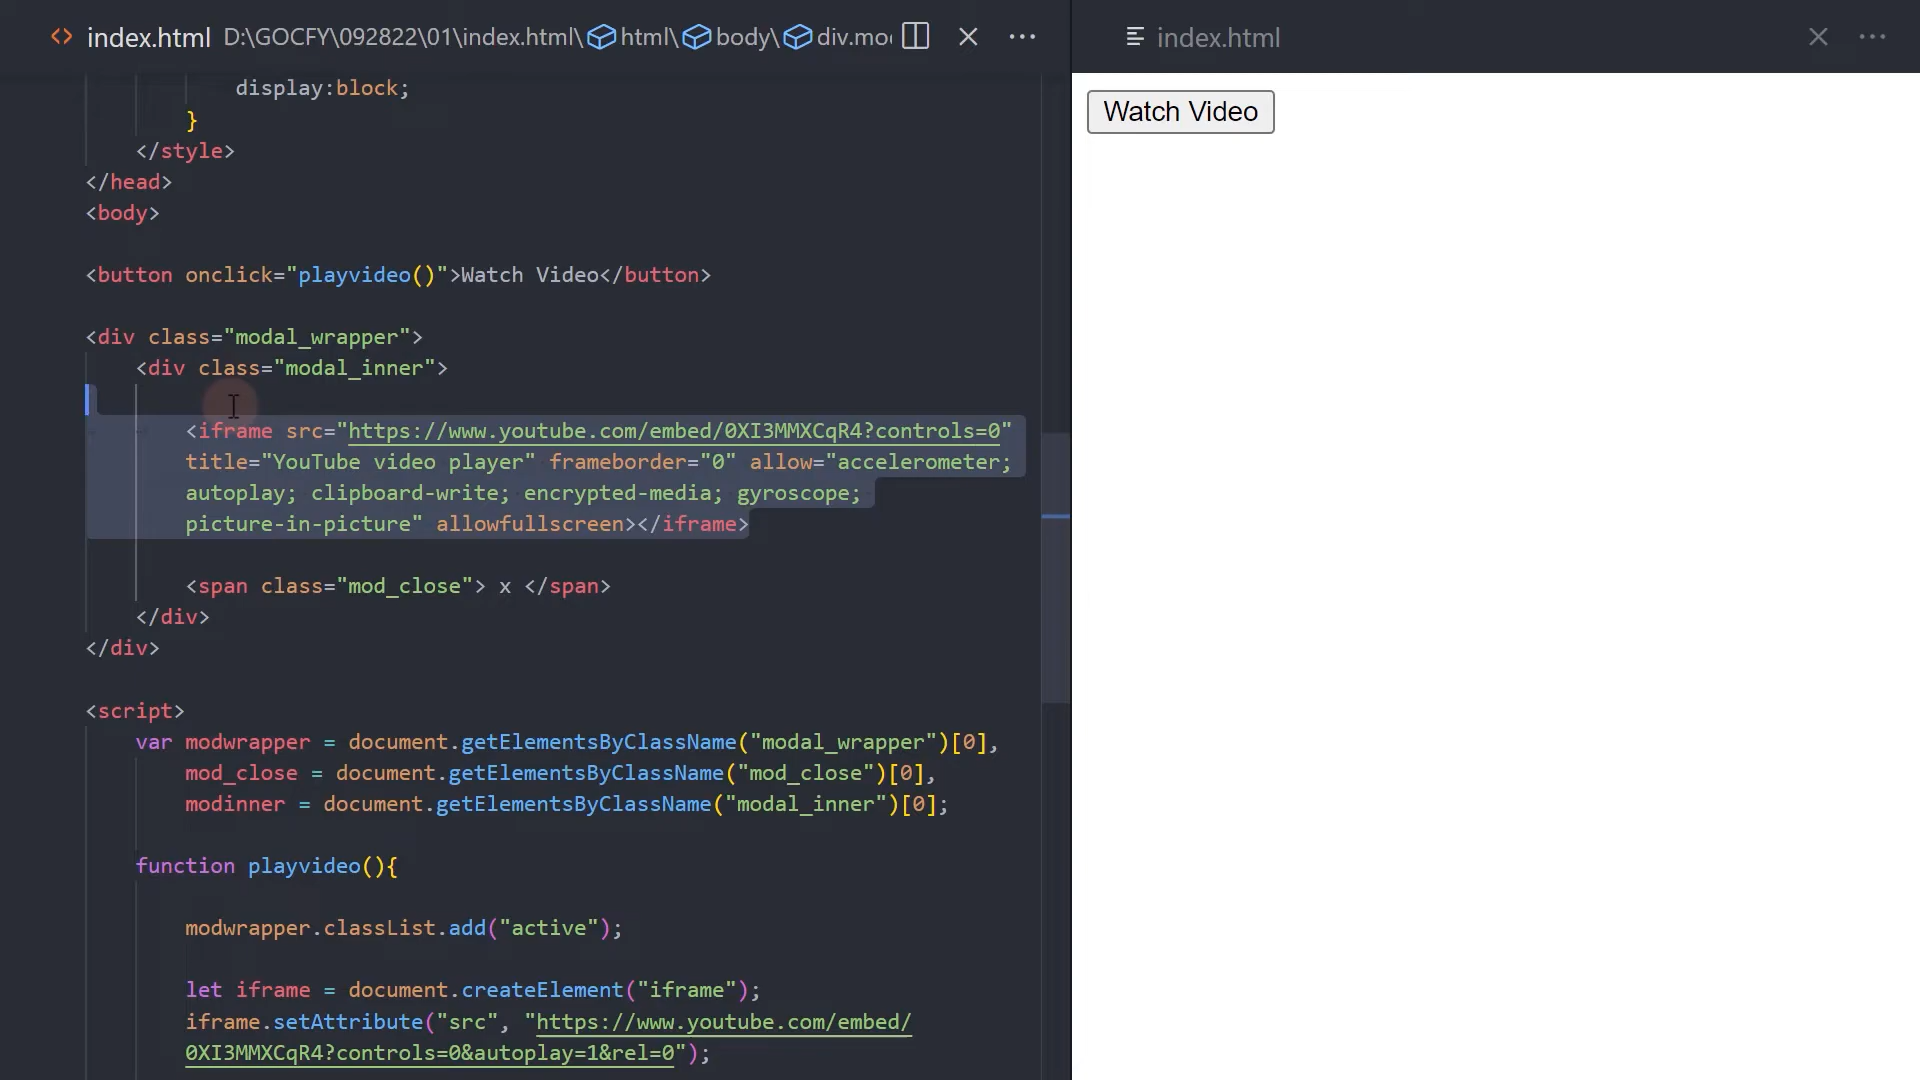 index.html D:\GOCFY\092822\01\index.html\html\body\div.mo
index.html
Watch Video
display:block;
}
</style>
</head>
<body>
<button onclick="playvideo()">Watch Video</button>
<div class="modal_wrapper">
<div class="modal_inner">
<iframe src="https://www.youtube.com/embed/0XI3MMXCqR4?controls=0"
title="YouTube video player" frameborder="0" allow="accelerometer;
autoplay; clipboard-write; encrypted-media; gyroscope;
picture-in-picture" allowfullscreen></iframe>
<span class="mod_close"> x </span>
</div>
</div>
<script>
var modwrapper = document.getElementsByClassName("modal_wrapper")[0],
mod_close = document.getElementsByClassName("mod_close")[0],
modinner = document.getElementsByClassName("modal_inner")[0];
function playvideo(){
modwrapper.classList.add("active");
let iframe = document.createElement("iframe");
iframe.setAttribute("src", "https://www.youtube.com/embed/
0XI3MMXCqR4?controls=0&autoplay=1&rel=0");